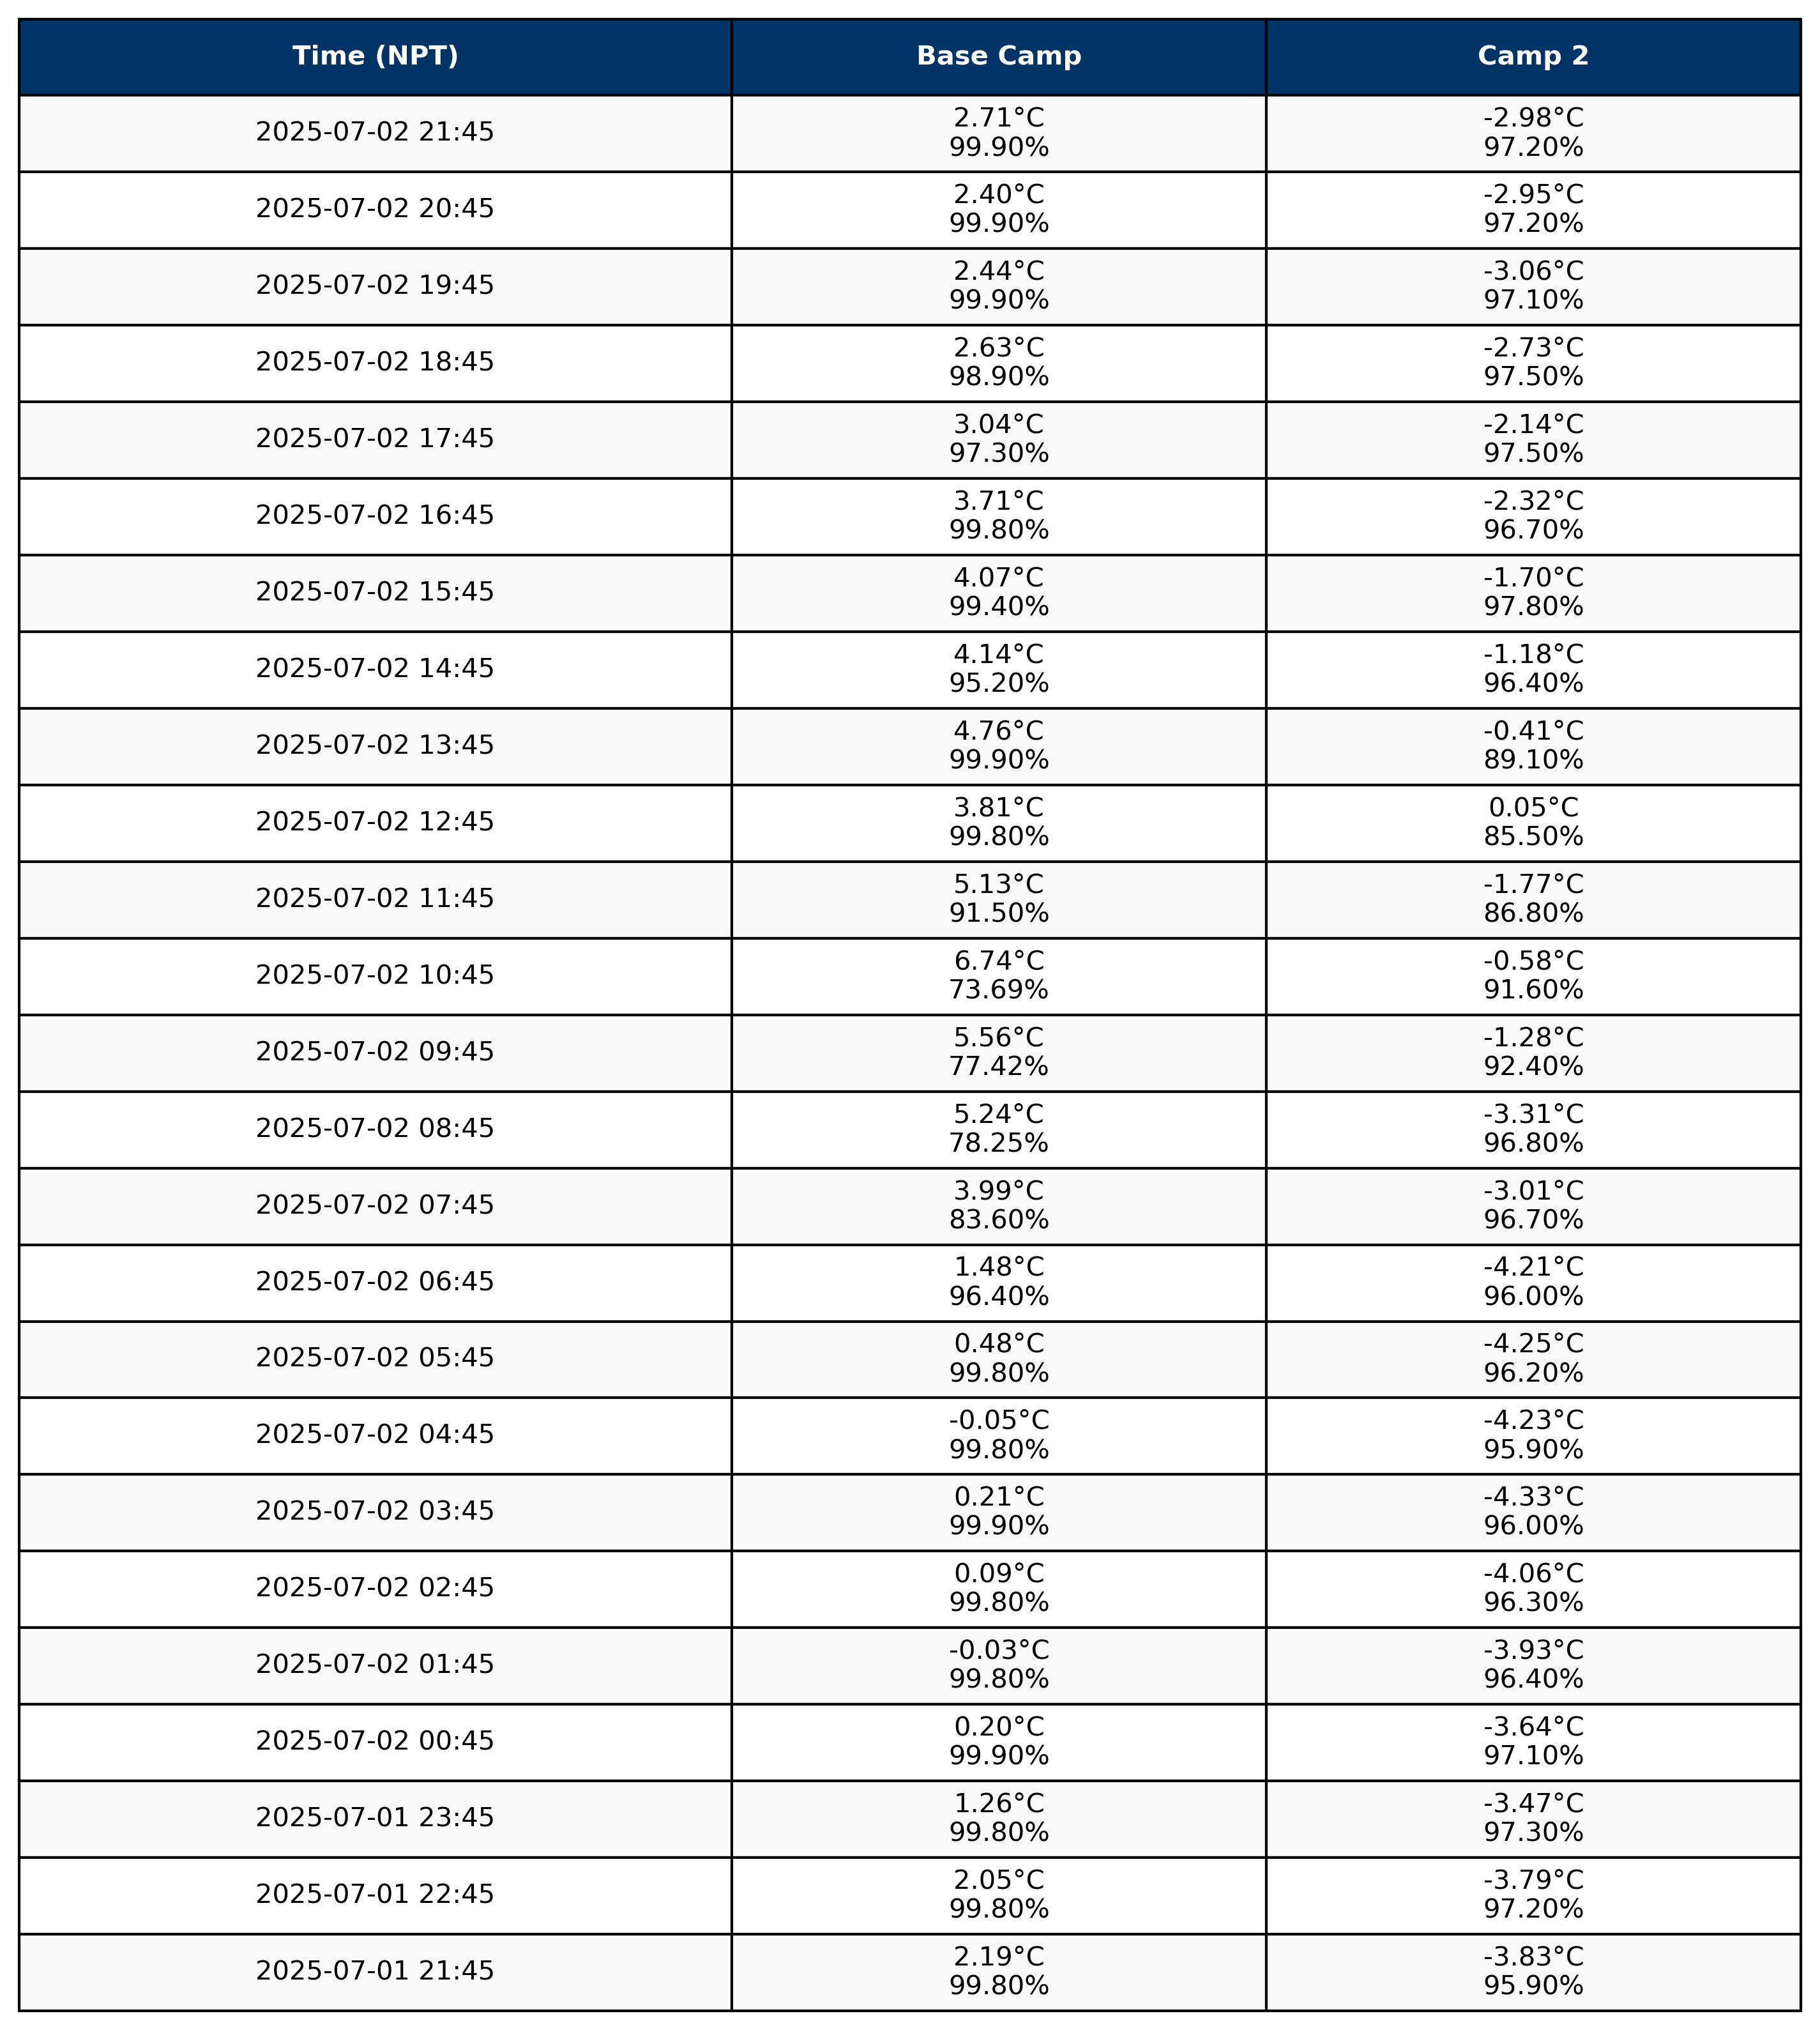 Time (NPT) Base Camp Camp 2
2025-07-02 21:45 2.71°C -2.98°C
99.90% 97.20%
2025-07-02 20:45 2.40°C -2.95°C
99.90% 97.20%
2025-07-02 19:45 2.44°C -3.06°C
99.90% 97.10%
2025-07-02 18:45 2.63°C -2.73°C
98.90% 97.50%
2025-07-02 17:45 3.04°C -2.14°C
97.30% 97.50%
2025-07-02 16:45 3.71°C -2.32°C
99.80% 96.70%
2025-07-02 15:45 4.07°C -1.70°C
99.40% 97.80%
2025-07-02 14:45 4.14°C -1.18°C
95.20% 96.40%
2025-07-02 13:45 4.76°C -0.41°C
99.90% 89.10%
2025-07-02 12:45 3.81°C 0.05°C
99.80% 85.50%
2025-07-02 11:45 5.13°C -1.77°C
91.50% 86.80%
2025-07-02 10:45 6.74°C -0.58°C
73.69% 91.60%
2025-07-02 09:45 5.56°C -1.28°C
77.42% 92.40%
2025-07-02 08:45 5.24°C -3.31°C
78.25% 96.80%
2025-07-02 07:45 3.99°C -3.01°C
83.60% 96.70%
2025-07-02 06:45 1.48°C -4.21°C
96.40% 96.00%
2025-07-02 05:45 0.48°C -4.25°C
99.80% 96.20%
2025-07-02 04:45 -0.05°C -4.23°C
99.80% 95.90%
2025-07-02 03:45 0.21°C -4.33°C
99.90% 96.00%
2025-07-02 02:45 0.09°C -4.06°C
99.80% 96.30%
2025-07-02 01:45 -0.03°C -3.93°C
99.80% 96.40%
2025-07-02 00:45 0.20°C -3.64°C
99.90% 97.10%
2025-07-01 23:45 1.26°C -3.47°C
99.80% 97.30%
2025-07-01 22:45 2.05°C -3.79°C
99.80% 97.20%
2025-07-01 21:45 2.19°C -3.83°C
99.80% 95.90%